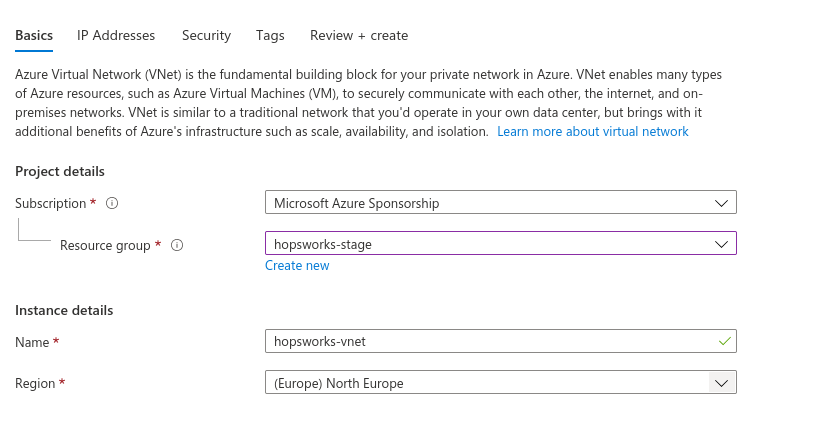 Basics IP Addresses Security Tags Review + create
Azure Virtual Network (VNet) is the fundamental building block for your private network in Azure. VNet enables many types
of Azure resources, such as Azure Virtual Machines (VM), to securely communicate with each other, the internet, and on-
premises networks. VNet is similar to a traditional network that you'd operate in your own data center, but brings with it
additional benefits of Azure's infrastructure such as scale, availability, and isolation. Learn more about virtual network
Project details
Subscription * Microsoft Azure Sponsorship
Resource group * hopsworks-stage
Create new
Instance details
Name * hopsworks-vnet
Region * (Europe) North Europe